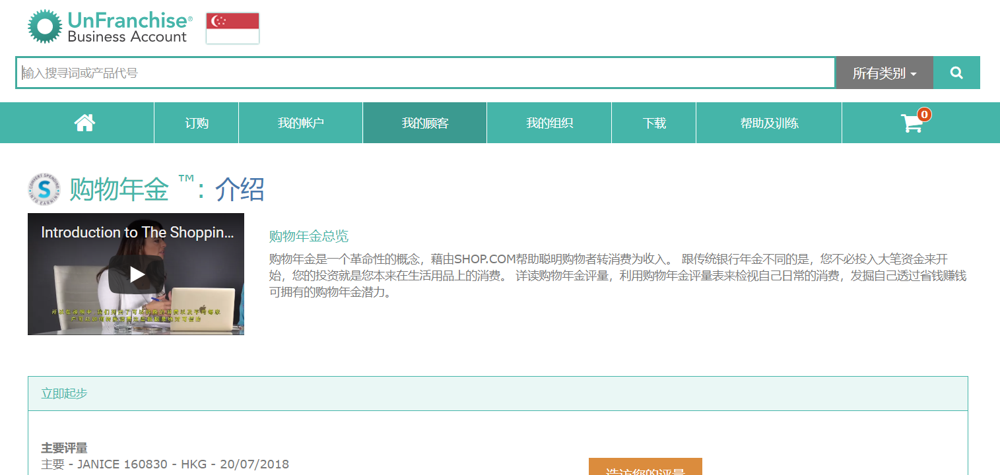 UnFranchise®
Business Account
输入搜寻词或产品代号
所有类别
订购
我的帐户
我的顾客
我的组织
下载
帮助及训练
0
CONVERT SPENDING
S
INTO EARNING
购物年金 ™: 介绍
Introduction to The Shoppin...
购物年金总览
购物年金是一个革命性的概念，藉由SHOP.COM帮助聪明购物者转消费为收入。 跟传统银行年金不同的是，您不必投入大笔资金来开
始，您的投资就是您本来在生活用品上的消费。 详读购物年金评量，利用购物年金评量表来检视自己日常的消费，发掘自己透过省钱赚钱
可拥有的购物年金潜力。
立即起步
主要评量
主要 - JANICE 160830 - HKG - 20/07/2018
造访您的评量